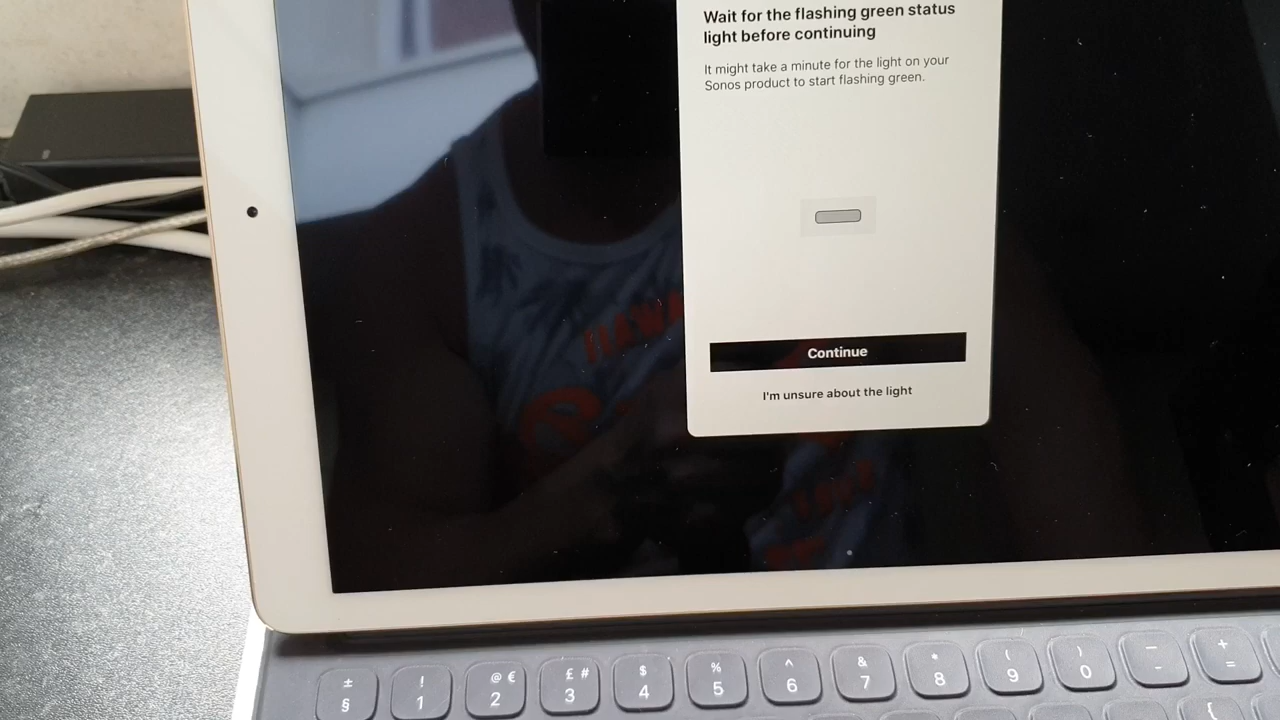 Wait for the flashing green status
light before continuing
It might take a minute for the light on your
Sonos product to start flashing green.
Continue
I'm unsure about the light
± ! @ € £ # $ % ^ & * ( ) _ +
§ 1 2 3 4 5 6 7 8 9 0 - =
{